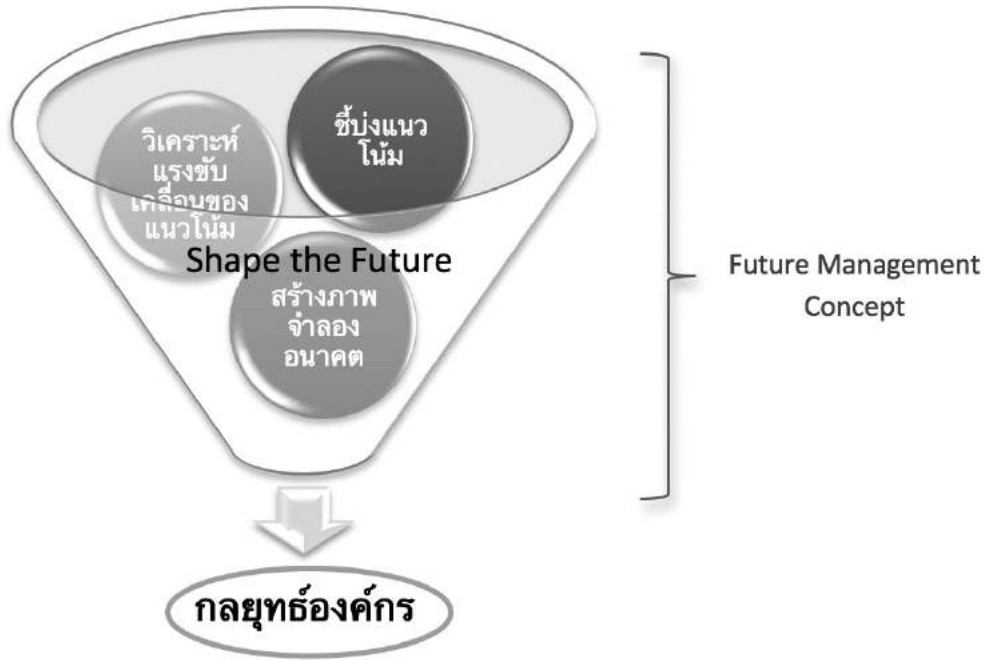 ชี้บ่งแนว
โน้ม
วิเคราะห์
แรงขับ
เคลื่อนของ
แนวโน้ม
Shape the Future
สร้างภาพ
จำลอง
อนาคต
Future Management
Concept
กลยุทธ์องค์กร